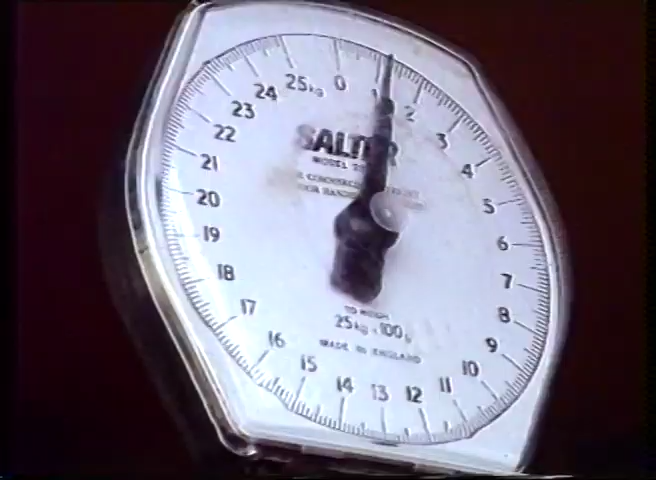 25kg 0 1 2
24 3
23 4
22 5
21 6
20 7
19 8
18 9
17 10
16 11
15 14 13 12
SALTER
MODEL
TO WEIGH
25kg x 100g
MADE IN ENGLAND